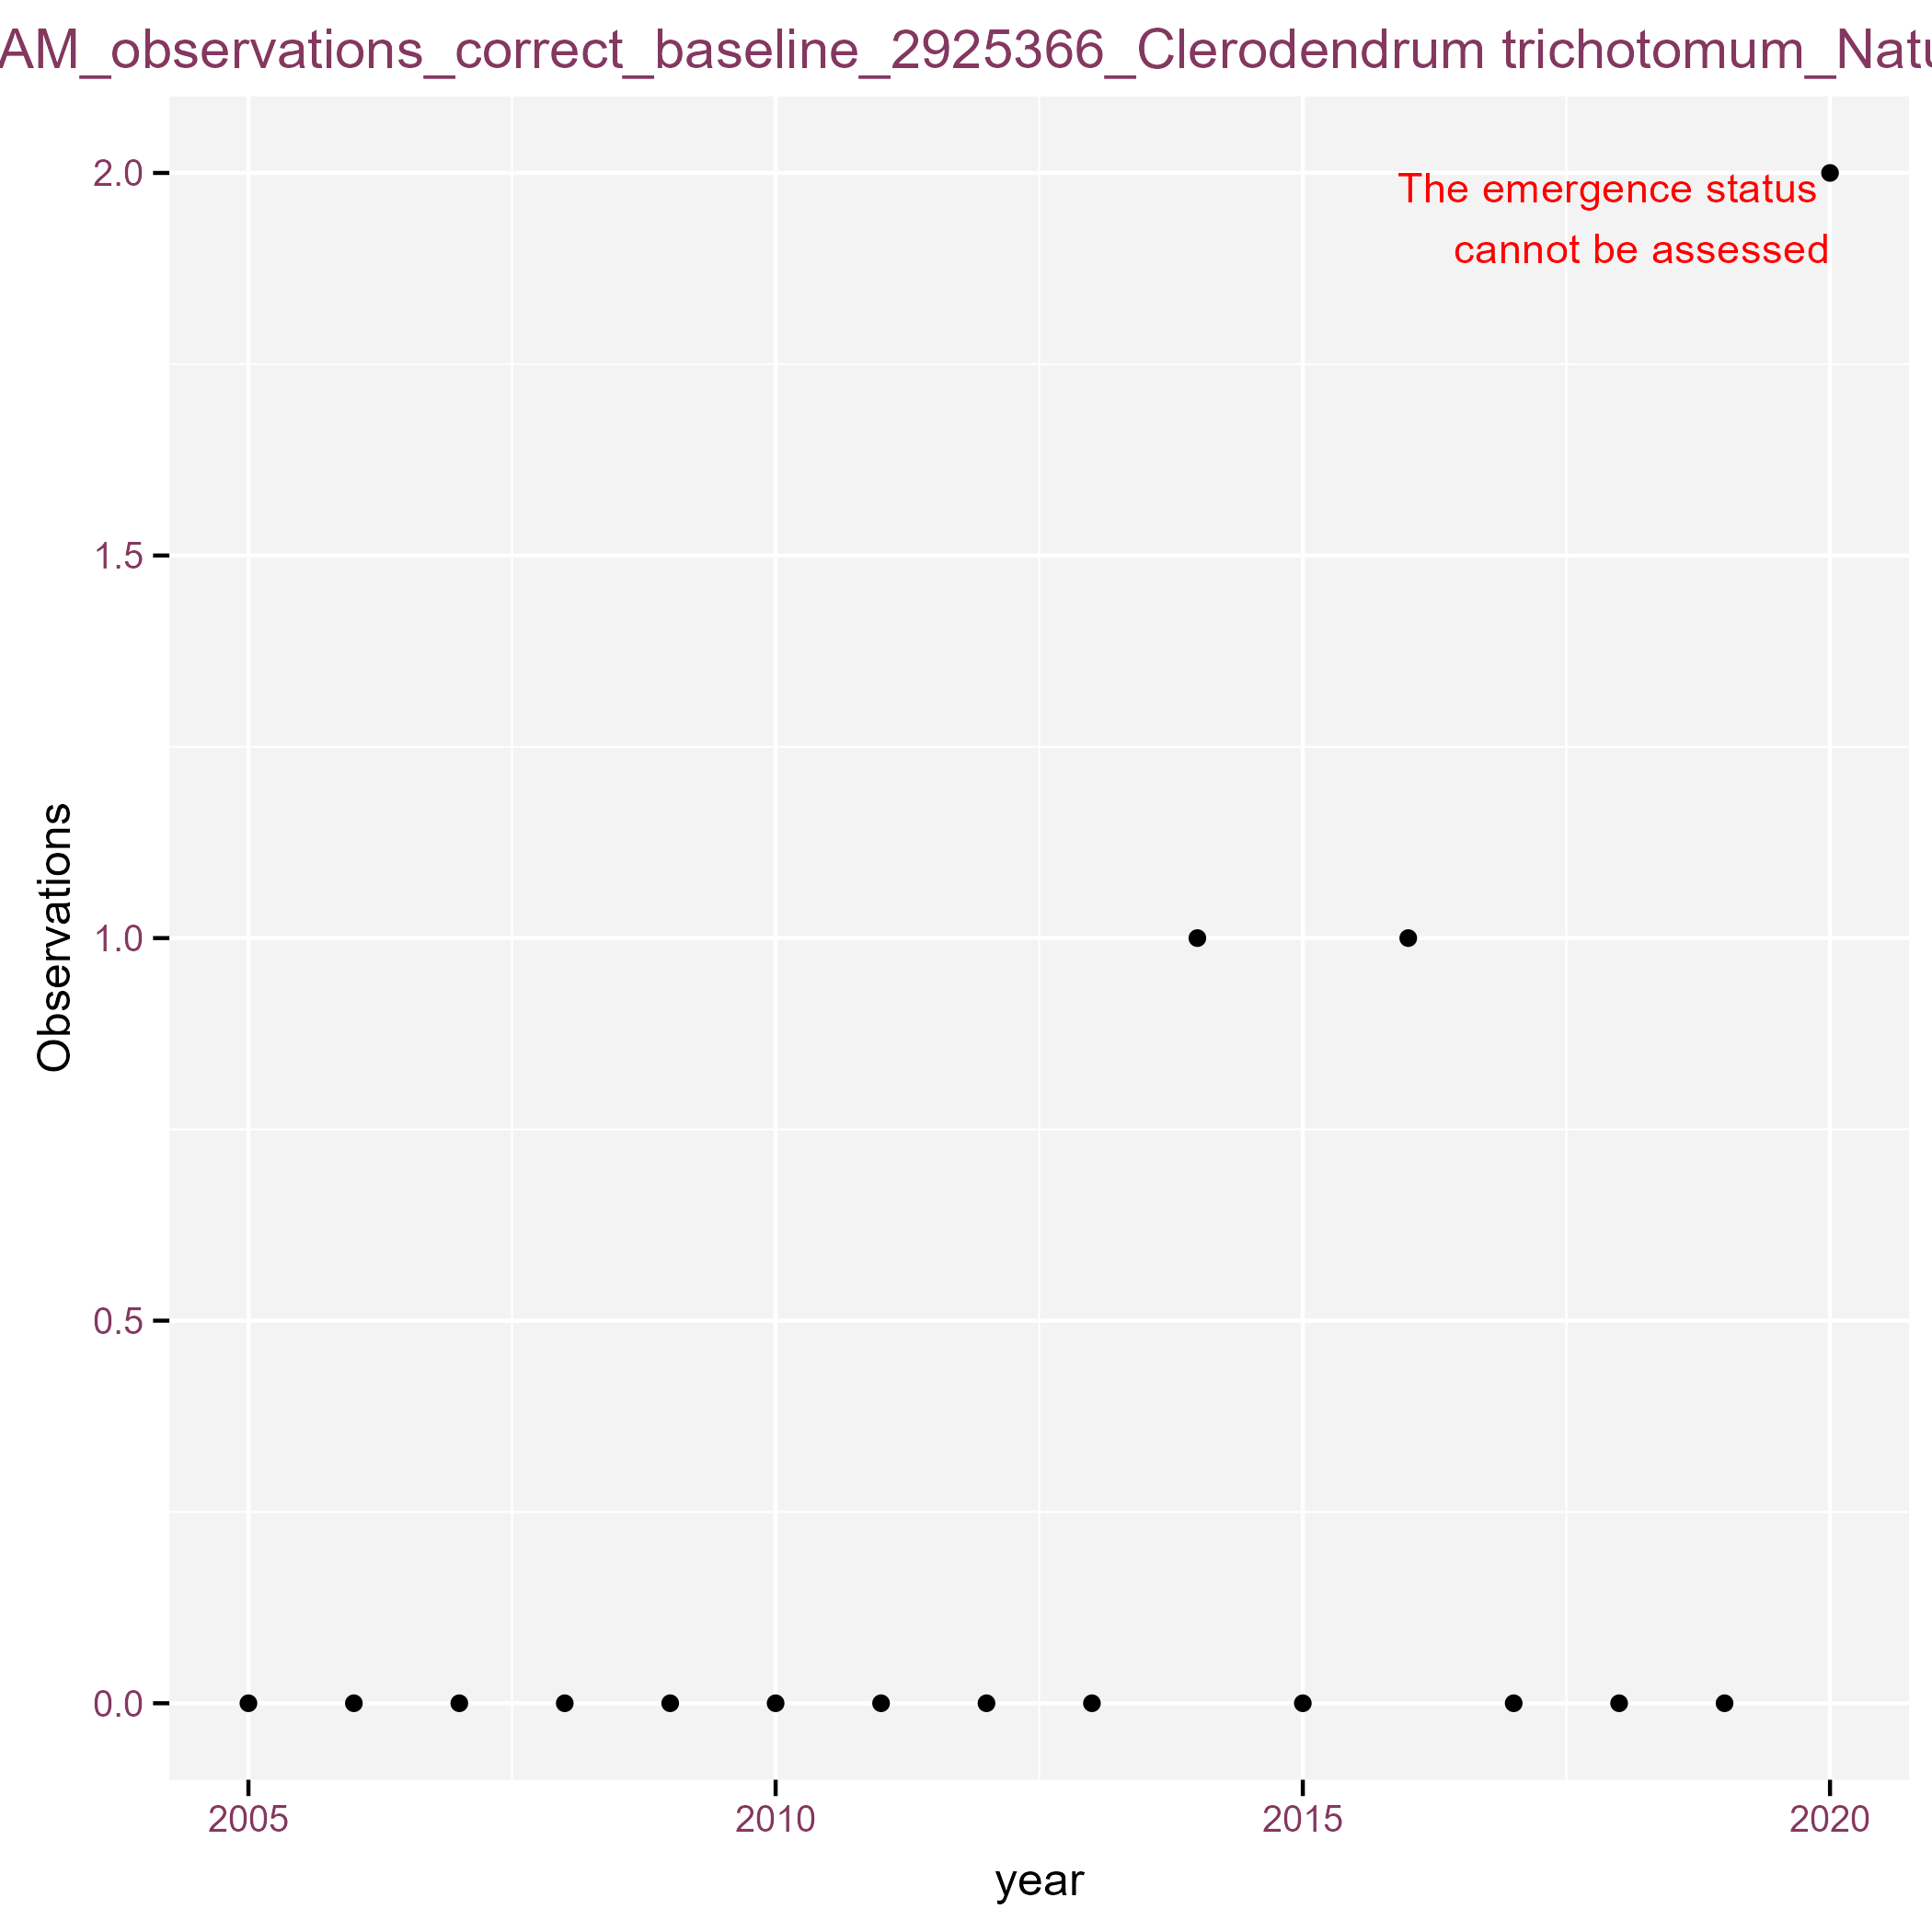 AM_observations_correct_baseline_2925366_Clerodendrum trichotomum_Natu
The emergence status
cannot be assessed
2.0
1.5
1.0
0.5
0.0
Observations
2005 2010 2015 2020
year